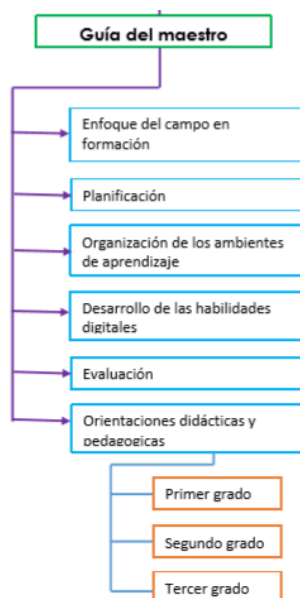 Guía del maestro
Enfoque del campo en
formación
Planificación
Organización de los ambientes
de aprendizaje
Desarrollo de las habilidades
digitales
Evaluación
Orientaciones didácticas y
pedagogicas
Primer grado
Segundo grado
Tercer grado